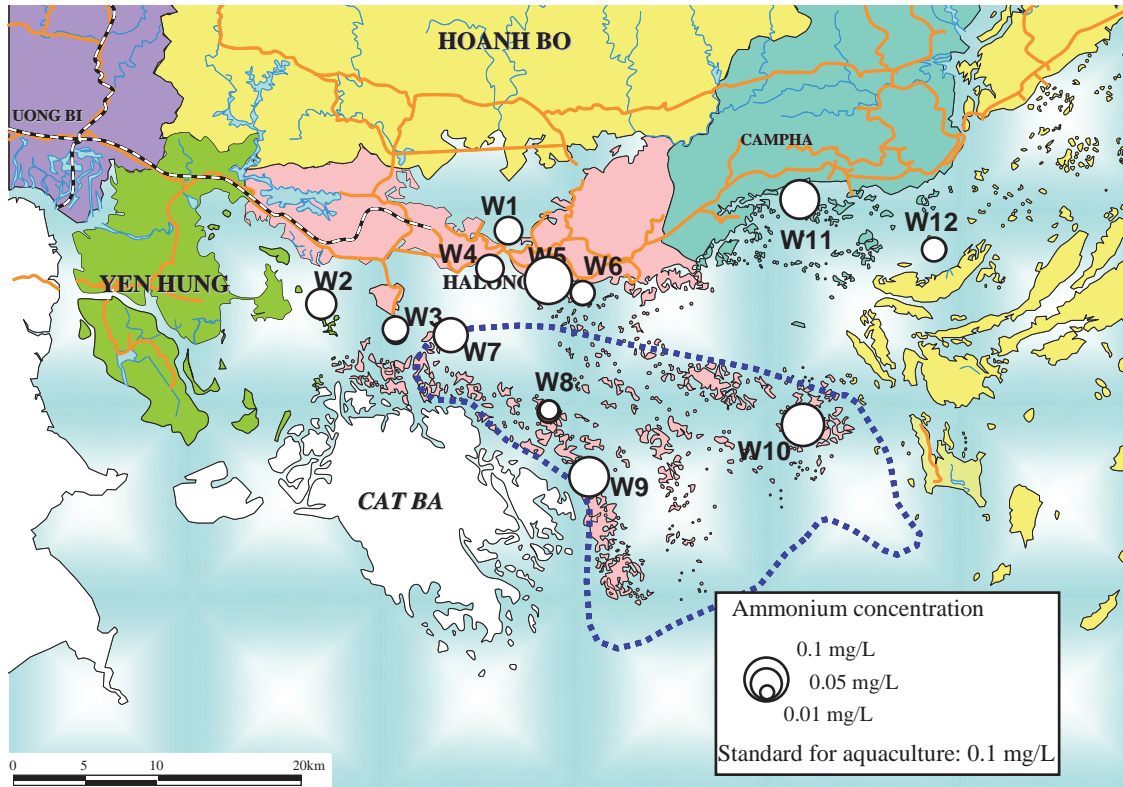 HOANH BO
UONG BI
CAMPHA
W1
W12
W11
W4
W5
W6
HALONG
YEN HUNG
W2
W3
W7
W8
W10
W9
CAT BA
Ammonium concentration
0.1 mg/L
0.05 mg/L
0.01 mg/L
Standard for aquaculture: 0.1 mg/L
0 5 10 20km